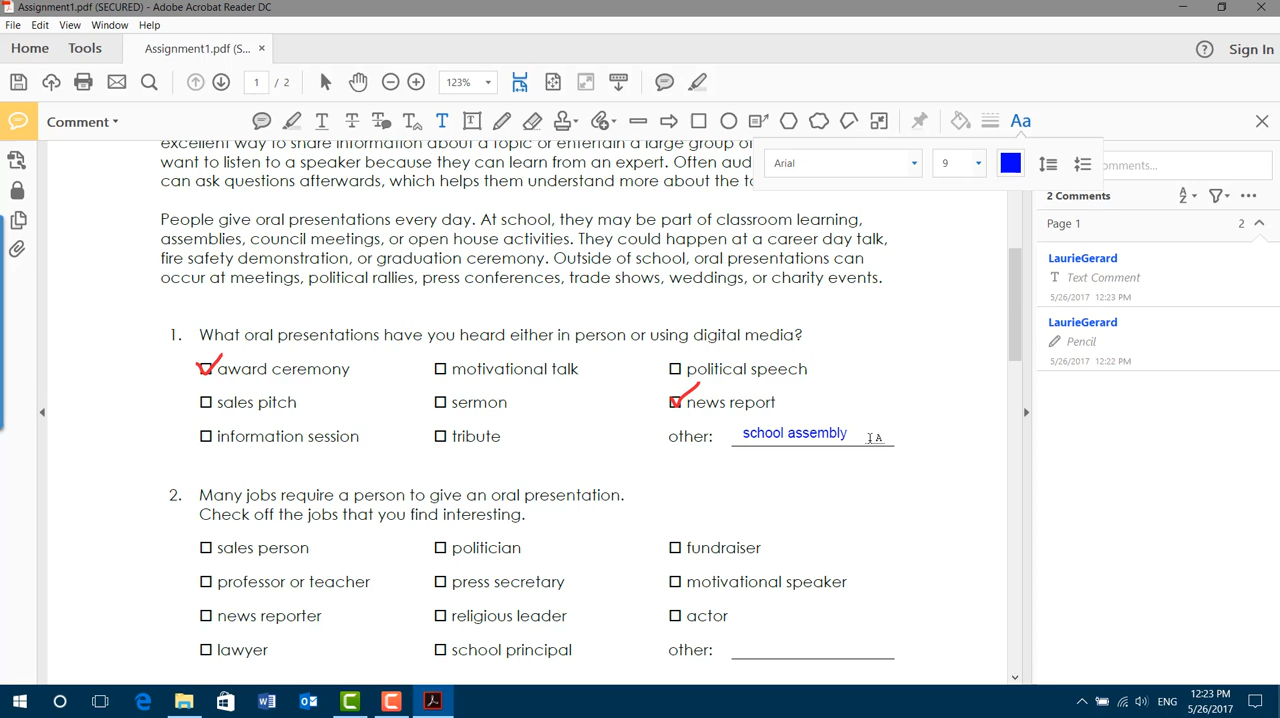 Assignment1.pdf (SECURED) - Adobe Acrobat Reader DC
File Edit View Window Help
Home Tools Assignment1.pdf (S... × Sign In
1 / 2 123%
Comment
excellent way to share information about a topic or entertain a large group of
Arial 9
want to listen to a speaker because they can learn from an expert. Often aud
omments...
can ask questions afterwards, which helps them understand more about the to
2 Comments
People give oral presentations every day. At school, they may be part of classroom learning,
assemblies, council meetings, or open house activities. They could happen at a career day talk,
fire safety demonstration, or graduation ceremony. Outside of school, oral presentations can
occur at meetings, political rallies, press conferences, trade shows, weddings, or charity events.
Page 1 2
LaurieGerard
Text Comment
5/26/2017 12:23 PM
LaurieGerard
Pencil
5/26/2017 12:22 PM
1. What oral presentations have you heard either in person or using digital media?
award ceremony motivational talk political speech
sales pitch sermon news report
information session tribute other: school assembly
2. Many jobs require a person to give an oral presentation.
Check off the jobs that you find interesting.
sales person politician fundraiser
professor or teacher press secretary motivational speaker
news reporter religious leader actor
lawyer school principal other:
ENG 12:23 PM
5/26/2017